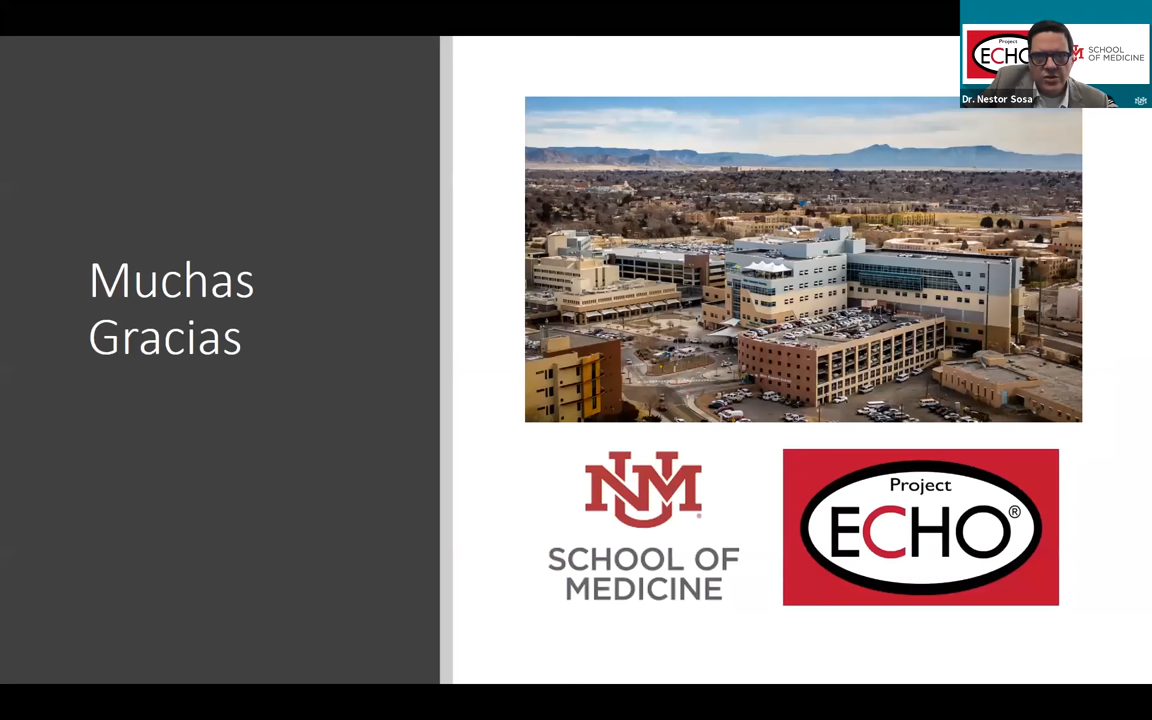 Project
ECHO
SCHOOL
OF MEDICINE
Dr. Nestor Sosa
Muchas
Gracias
UNM
SCHOOL OF
MEDICINE
Project
ECHO®